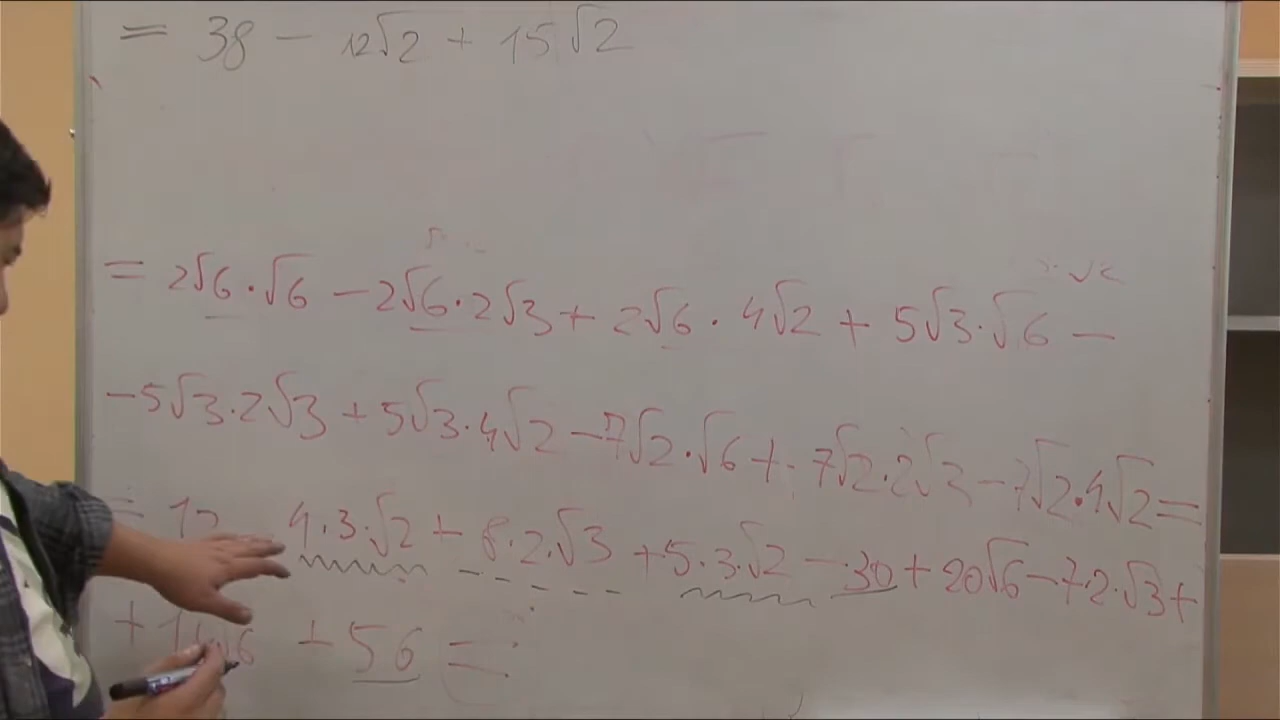 = 38 - 12√2 + 15√2
= 2√6·√6 - 2√6·2√3 + 2√6·4√2 + 5√3·√6 -
-5√3·2√3 + 5√3·4√2 - 7√2·√6 + 7√2·2√3 - 7√2·4√2 =
= 12 - 4·3·√2 + 8·2·√3 + 5·3·√2 - 30 + 20√6 - 7·2·√3 +
+ 56 =